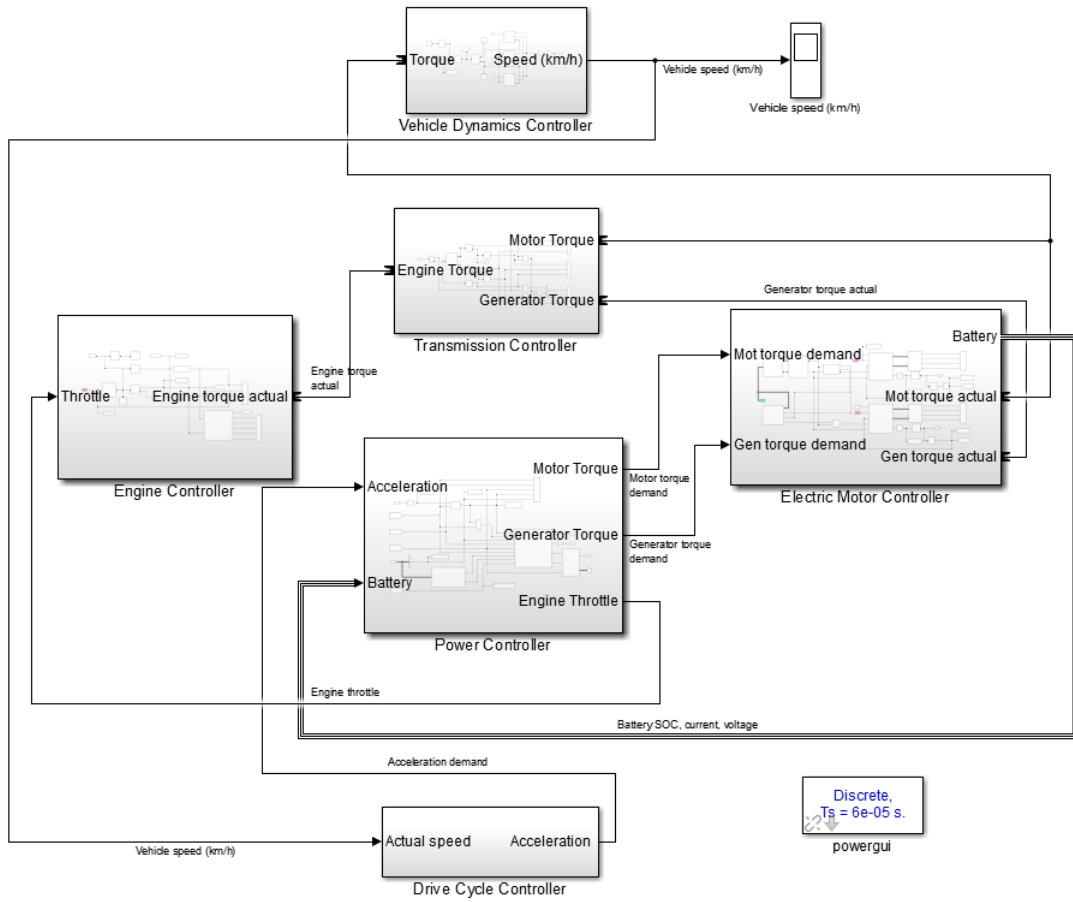 Torque
Speed (km/h)
Vehicle Dynamics Controller
Vehicle speed (km/h)
Vehicle speed (km/h)
Motor Torque
Engine Torque
Generator Torque
Transmission Controller
Generator torque actual
Throttle
Engine torque actual
Engine Controller
Engine torque
actual
Battery
Mot torque demand
Mot torque actual
Gen torque demand
Gen torque actual
Electric Motor Controller
Motor Torque
Acceleration
Generator Torque
Battery
Engine Throttle
Power Controller
Motor torque
demand
Generator torque
demand
Engine throttle
Battery SOC, current, voltage
Acceleration demand
Discrete,
Ts = 6e-05 s.
powergui
Actual speed
Acceleration
Vehicle speed (km/h)
Drive Cycle Controller